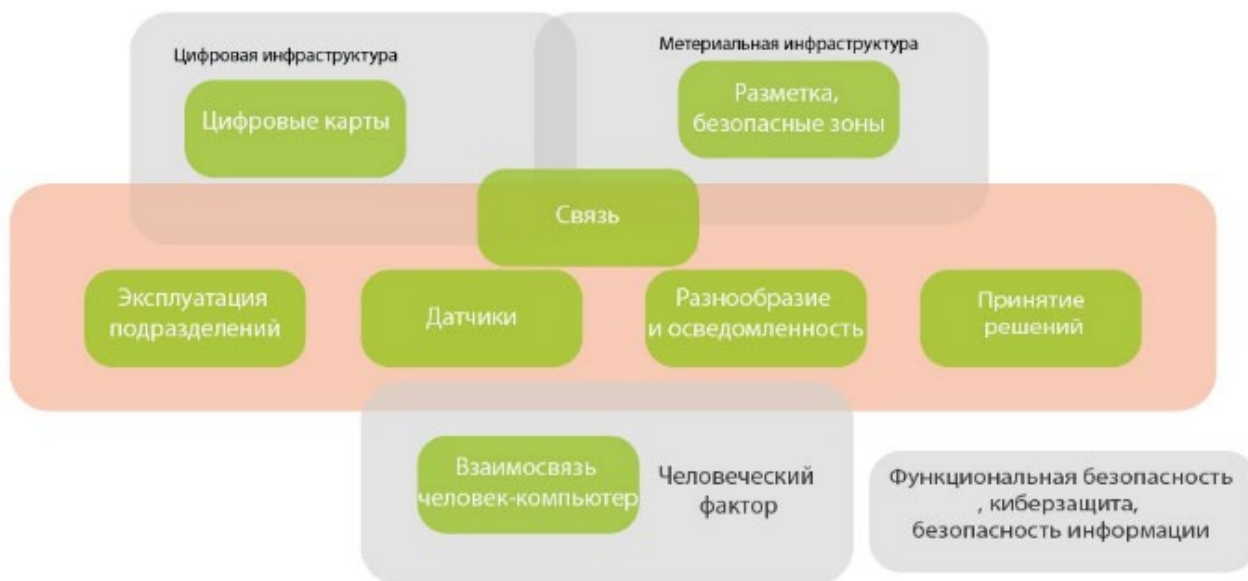 Цифровая инфраструктура
Метериальная инфраструктура
Цифровые карты
Разметка,
безопасные зоны
Связь
Эксплуатация
подразделений
Датчики
Разнообразие
и осведомленность
Принятие
решений
Взаимосвязь
человек-компьютер
Человеческий
фактор
Функциональная безопасность
, киберзащита,
безопасность информации